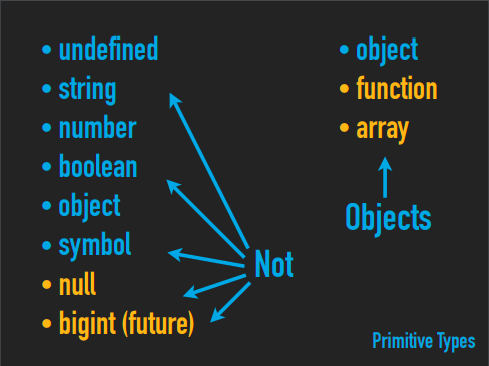 • undefined
• string
• number
• boolean
• object
• symbol
• null
• bigint (future)
Not
• object
• function
• array
Objects
Primitive Types